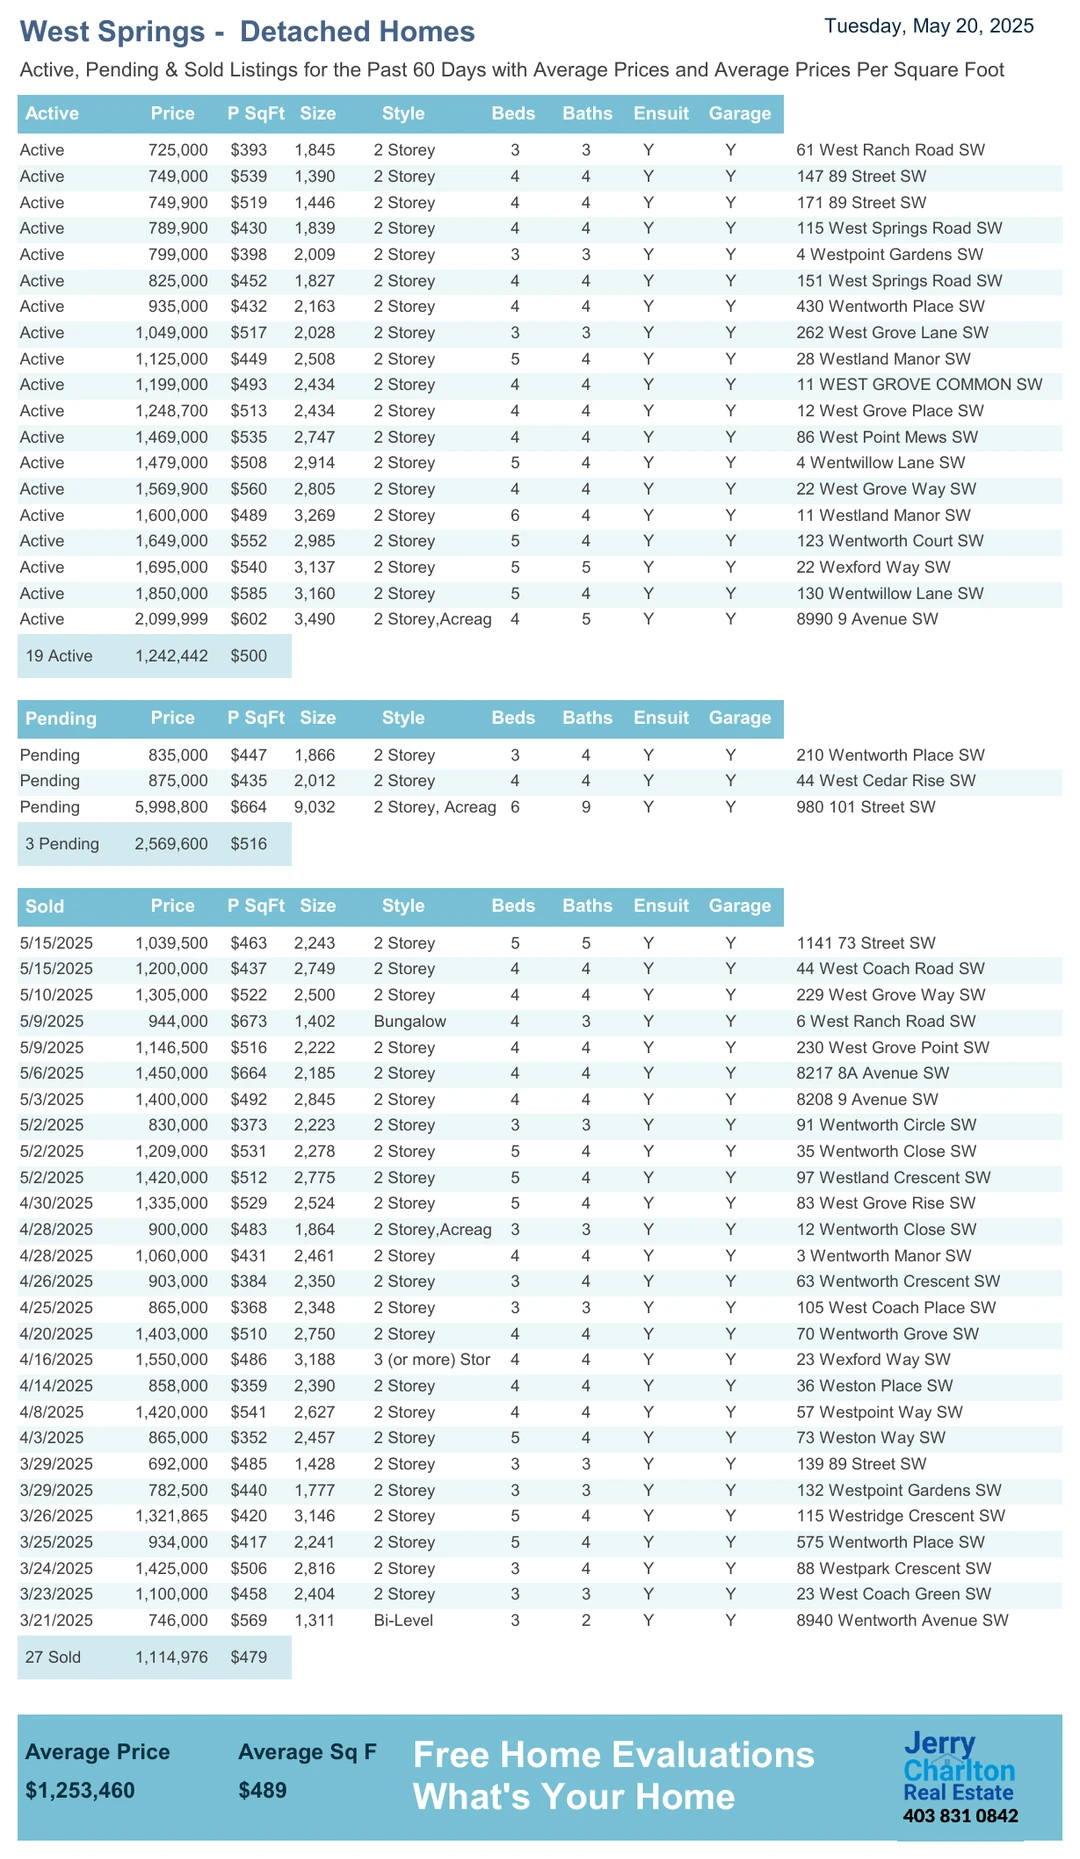 West Springs -  Detached Homes
Tuesday, May 20, 2025
Active, Pending & Sold Listings for the Past 60 Days with Average Prices and Average Prices Per Square Foot
Active Price P SqFt Size Style Beds Baths Ensuit Garage
Active 725,000 $393 1,845 2 Storey 3 3 Y Y 61 West Ranch Road SW
Active 749,000 $539 1,390 2 Storey 4 4 Y Y 147 89 Street SW
Active 749,900 $519 1,446 2 Storey 4 4 Y Y 171 89 Street SW
Active 789,900 $430 1,839 2 Storey 4 4 Y Y 115 West Springs Road SW
Active 799,000 $398 2,009 2 Storey 3 3 Y Y 4 Westpoint Gardens SW
Active 825,000 $452 1,827 2 Storey 4 4 Y Y 151 West Springs Road SW
Active 935,000 $432 2,163 2 Storey 4 4 Y Y 430 Wentworth Place SW
Active 1,049,000 $517 2,028 2 Storey 3 3 Y Y 262 West Grove Lane SW
Active 1,125,000 $449 2,508 2 Storey 5 4 Y Y 28 Westland Manor SW
Active 1,199,000 $493 2,434 2 Storey 4 4 Y Y 11 WEST GROVE COMMON SW
Active 1,248,700 $513 2,434 2 Storey 4 4 Y Y 12 West Grove Place SW
Active 1,469,000 $535 2,747 2 Storey 4 4 Y Y 86 West Point Mews SW
Active 1,479,000 $508 2,914 2 Storey 5 4 Y Y 4 Wentwillow Lane SW
Active 1,569,900 $560 2,805 2 Storey 4 4 Y Y 22 West Grove Way SW
Active 1,600,000 $489 3,269 2 Storey 6 4 Y Y 11 Westland Manor SW
Active 1,649,000 $552 2,985 2 Storey 5 4 Y Y 123 Wentworth Court SW
Active 1,695,000 $540 3,137 2 Storey 5 5 Y Y 22 Wexford Way SW
Active 1,850,000 $585 3,160 2 Storey 5 4 Y Y 130 Wentwillow Lane SW
Active 2,099,999 $602 3,490 2 Storey,Acreag 4 5 Y Y 8990 9 Avenue SW
19 Active 1,242,442 $500
Pending Price P SqFt Size Style Beds Baths Ensuit Garage
Pending 835,000 $447 1,866 2 Storey 3 4 Y Y 210 Wentworth Place SW
Pending 875,000 $435 2,012 2 Storey 4 4 Y Y 44 West Cedar Rise SW
Pending 5,998,800 $664 9,032 2 Storey, Acreag 6 9 Y Y 980 101 Street SW
3 Pending 2,569,600 $516
Sold Price P SqFt Size Style Beds Baths Ensuit Garage
5/15/2025 1,039,500 $463 2,243 2 Storey 5 5 Y Y 1141 73 Street SW
5/15/2025 1,200,000 $437 2,749 2 Storey 4 4 Y Y 44 West Coach Road SW
5/10/2025 1,305,000 $522 2,500 2 Storey 4 4 Y Y 229 West Grove Way SW
5/9/2025 944,000 $673 1,402 Bungalow 4 3 Y Y 6 West Ranch Road SW
5/9/2025 1,146,500 $516 2,222 2 Storey 4 4 Y Y 230 West Grove Point SW
5/6/2025 1,450,000 $664 2,185 2 Storey 4 4 Y Y 8217 8A Avenue SW
5/3/2025 1,400,000 $492 2,845 2 Storey 4 4 Y Y 8208 9 Avenue SW
5/2/2025 830,000 $373 2,223 2 Storey 3 3 Y Y 91 Wentworth Circle SW
5/2/2025 1,209,000 $531 2,278 2 Storey 5 4 Y Y 35 Wentworth Close SW
5/2/2025 1,420,000 $512 2,775 2 Storey 5 4 Y Y 97 Westland Crescent SW
4/30/2025 1,335,000 $529 2,524 2 Storey 5 4 Y Y 83 West Grove Rise SW
4/28/2025 900,000 $483 1,864 2 Storey,Acreag 3 3 Y Y 12 Wentworth Close SW
4/28/2025 1,060,000 $431 2,461 2 Storey 4 4 Y Y 3 Wentworth Manor SW
4/26/2025 903,000 $384 2,350 2 Storey 3 4 Y Y 63 Wentworth Crescent SW
4/25/2025 865,000 $368 2,348 2 Storey 3 3 Y Y 105 West Coach Place SW
4/20/2025 1,403,000 $510 2,750 2 Storey 4 4 Y Y 70 Wentworth Grove SW
4/16/2025 1,550,000 $486 3,188 3 (or more) Stor 4 4 Y Y 23 Wexford Way SW
4/14/2025 858,000 $359 2,390 2 Storey 4 4 Y Y 36 Weston Place SW
4/8/2025 1,420,000 $541 2,627 2 Storey 4 4 Y Y 57 Westpoint Way SW
4/3/2025 865,000 $352 2,457 2 Storey 5 4 Y Y 73 Weston Way SW
3/29/2025 692,000 $485 1,428 2 Storey 3 3 Y Y 139 89 Street SW
3/29/2025 782,500 $440 1,777 2 Storey 3 3 Y Y 132 Westpoint Gardens SW
3/26/2025 1,321,865 $420 3,146 2 Storey 5 4 Y Y 115 Westridge Crescent SW
3/25/2025 934,000 $417 2,241 2 Storey 5 4 Y Y 575 Wentworth Place SW
3/24/2025 1,425,000 $506 2,816 2 Storey 3 4 Y Y 88 Westpark Crescent SW
3/23/2025 1,100,000 $458 2,404 2 Storey 3 3 Y Y 23 West Coach Green SW
3/21/2025 746,000 $569 1,311 Bi-Level 3 2 Y Y 8940 Wentworth Avenue SW
27 Sold 1,114,976 $479
Average Price Average Sq F
$1,253,460 $489
Free Home Evaluations
What's Your Home
Jerry
Charlton
Real Estate
403 831 0842